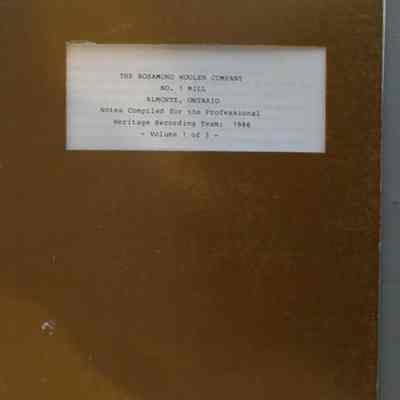 THE ROSAMOND WOOLEN COMPANY
NO. 1 MILL
ALMONTE, ONTARIO
Notes Compiled for the Professional
Heritage Recording Team: 1986
- Volume 1 of 3 -